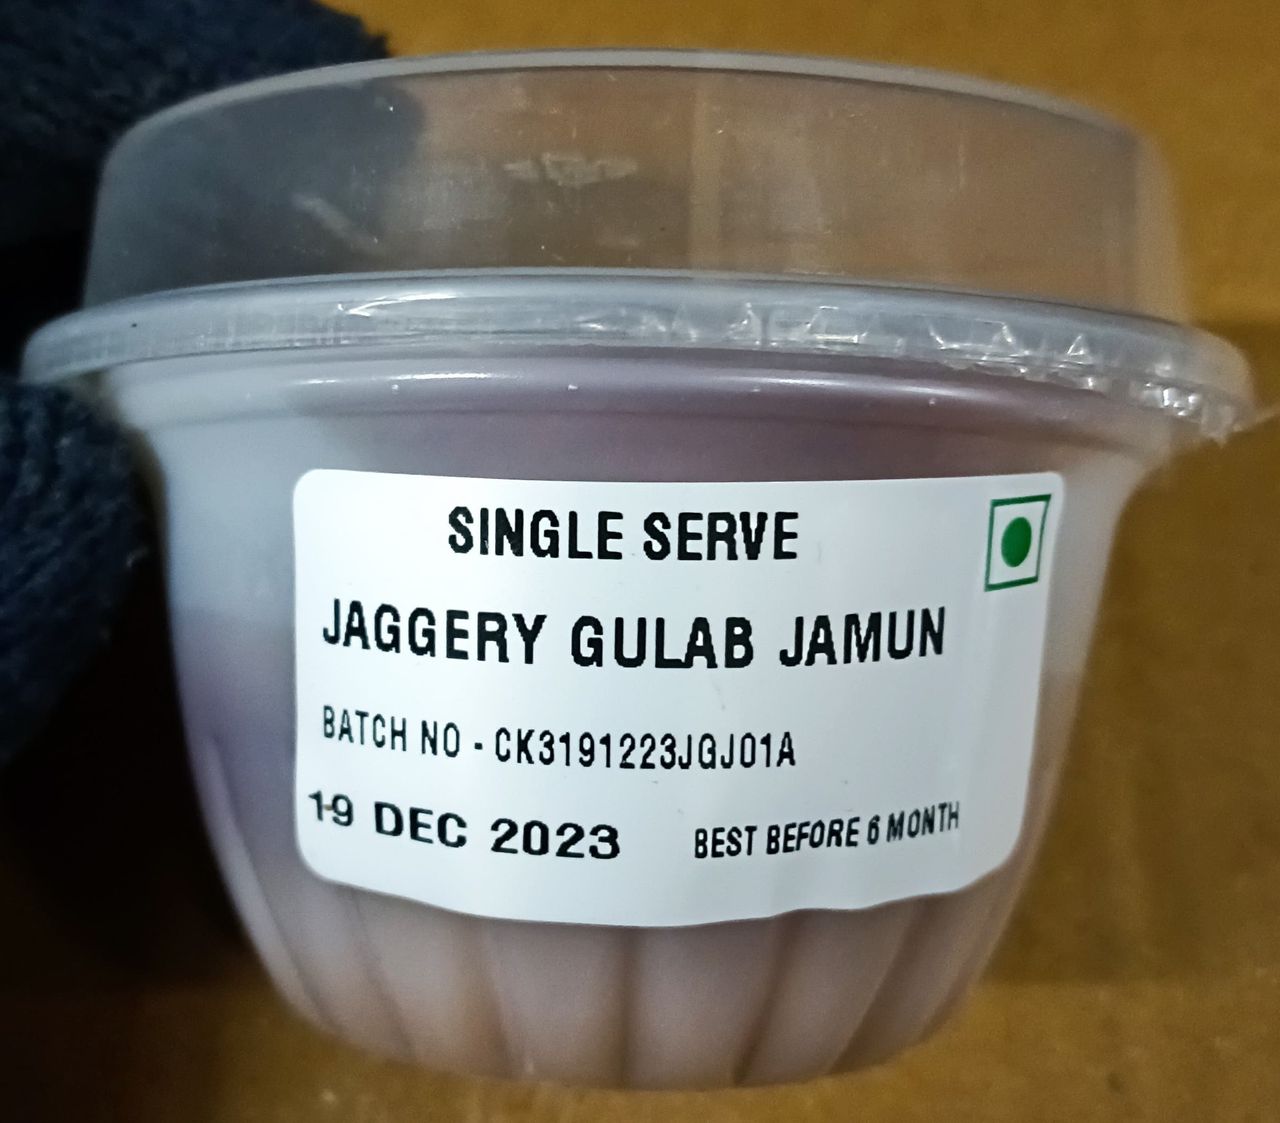 SINGLE SERVE
JAGGERY GULAB JAMUN
BATCH NO - CK3191223JGJ01A
19 DEC 2023 BEST BEFORE 6 MONTH